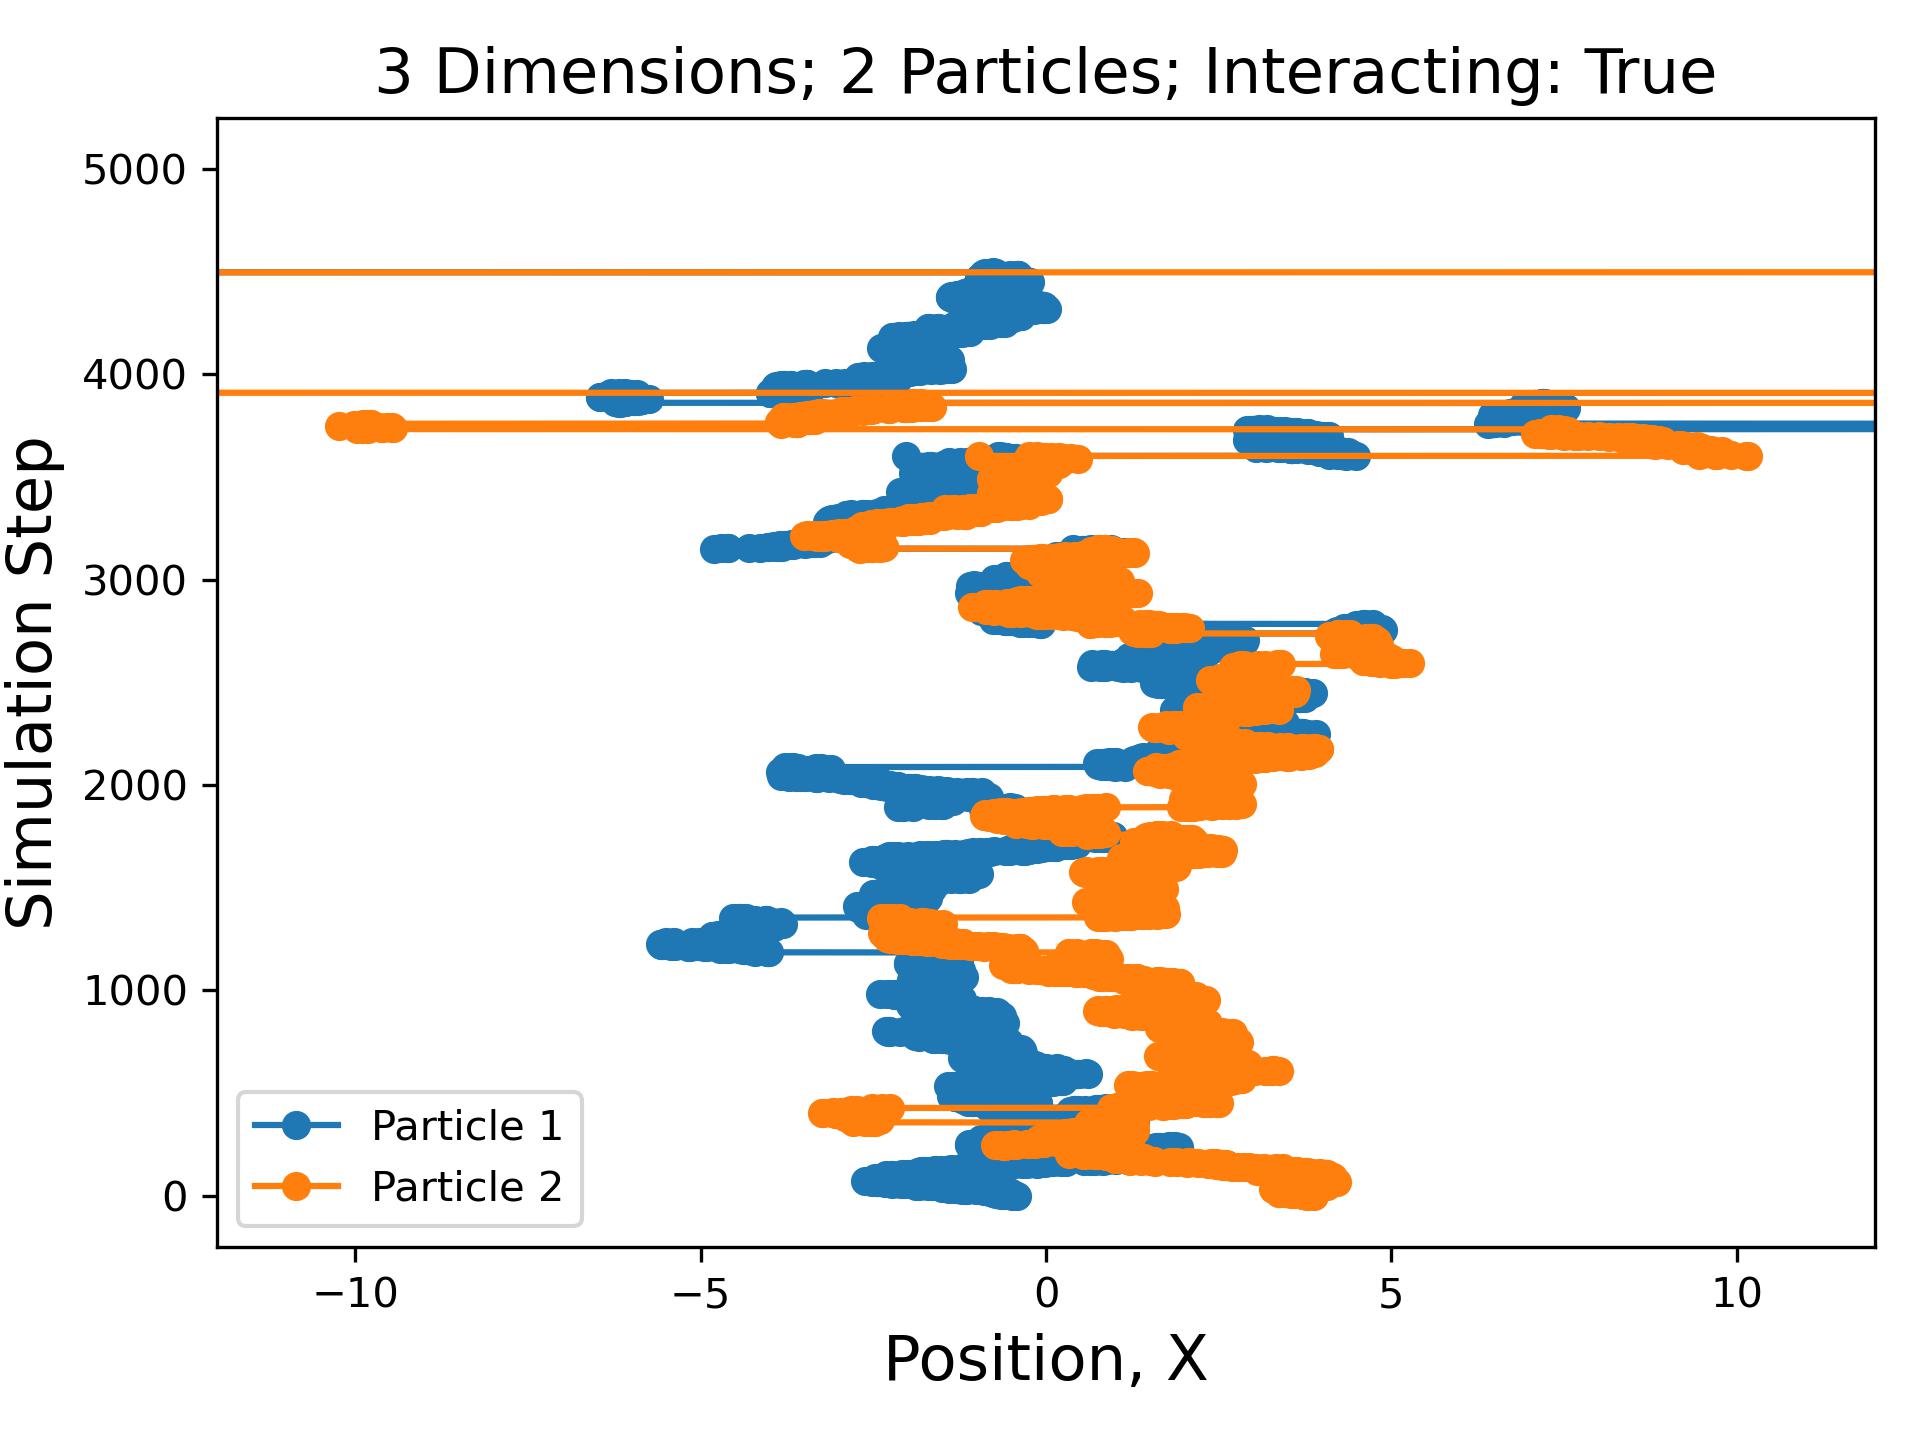 3 Dimensions; 2 Particles; Interacting: True
Simulation Step
5000
4000
3000
2000
1000
0
Particle 1
Particle 2
−10
−5
0
5
10
Position, X